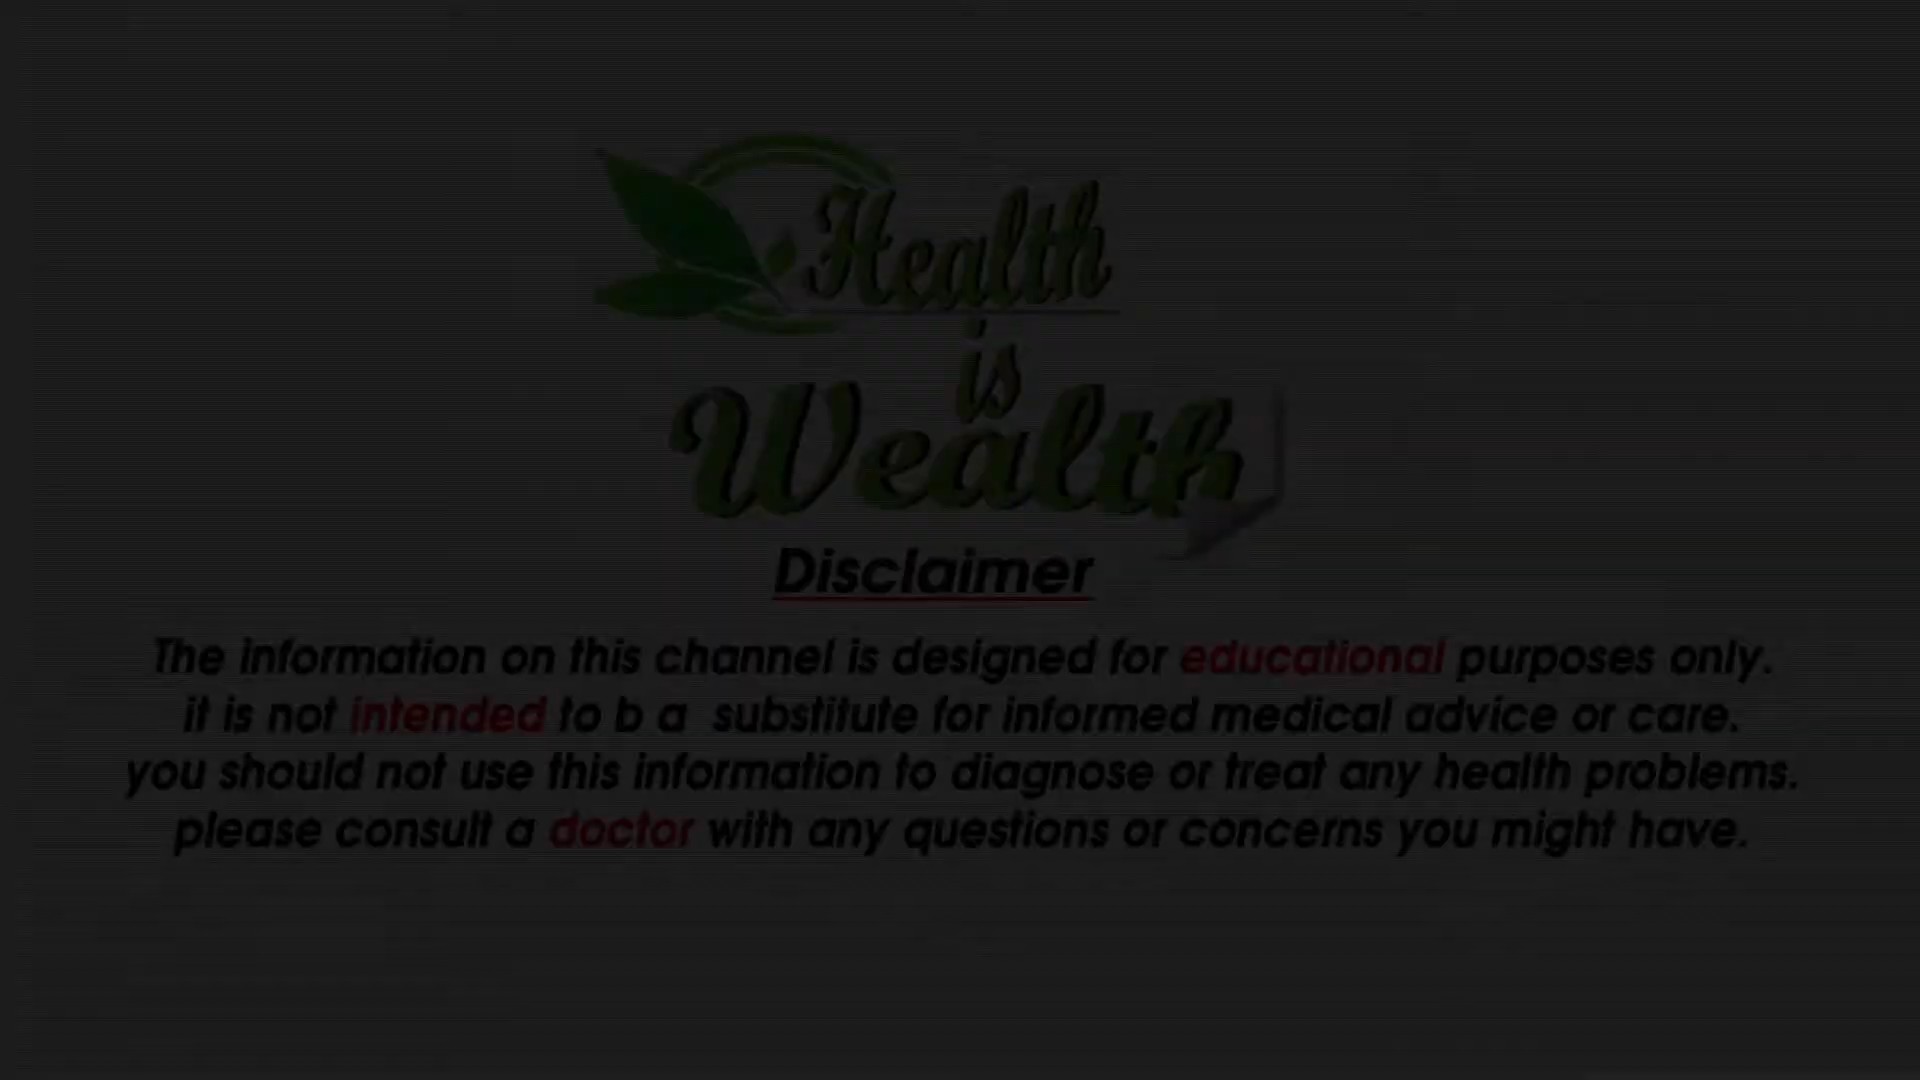 Health
is
Wealth
Disclaimer
The information on this channel is designed for educational purposes only.
it is not intended to b a substitute for informed medical advice or care.
you should not use this information to diagnose or treat any health problems.
please consult a doctor with any questions or concerns you might have.